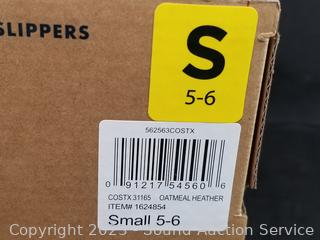 SLIPPERS
S
5-6
562563COSTX
0 91217 54560 6
COSTX 31165 OATMEAL HEATHER
ITEM# 1624854
Small 5-6
Copyright 2023 - Sound Auction Service